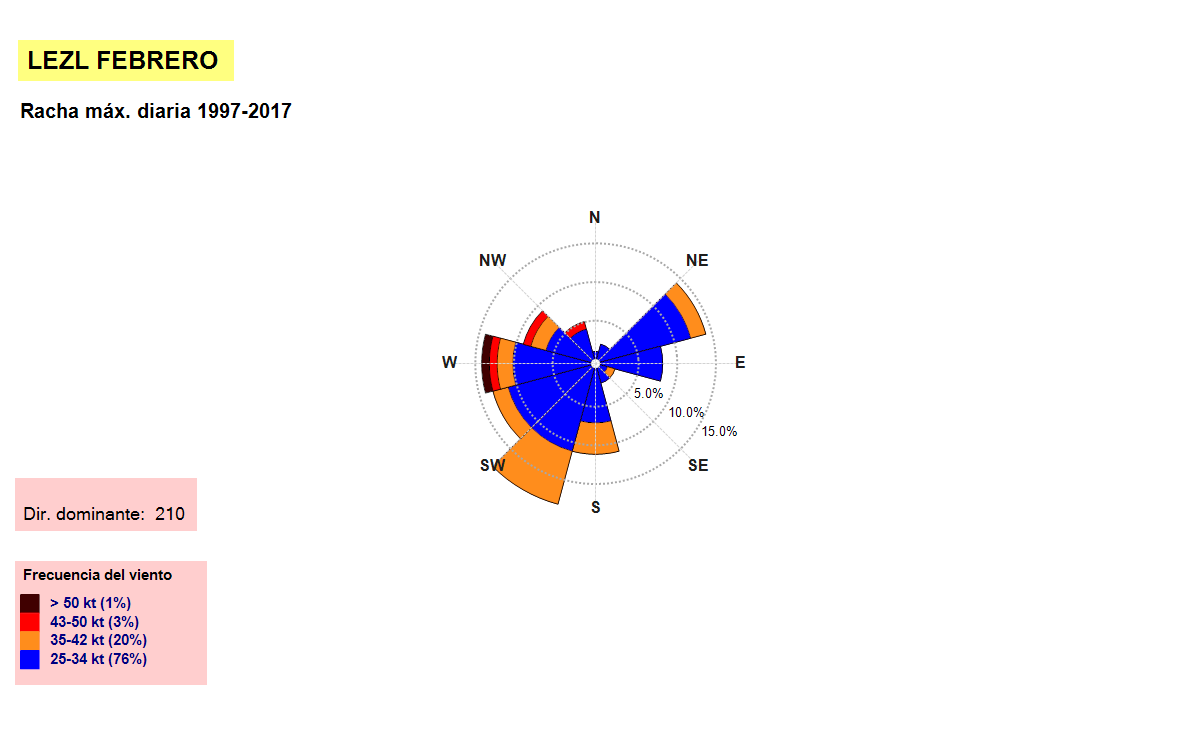 LEZL FEBRERO
Racha máx. diaria 1997-2017
N
NW
NE
W
E
5.0%
10.0%
15.0%
SW
SE
S
Dir. dominante: 210
Frecuencia del viento
> 50 kt (1%)
43-50 kt (3%)
35-42 kt (20%)
25-34 kt (76%)